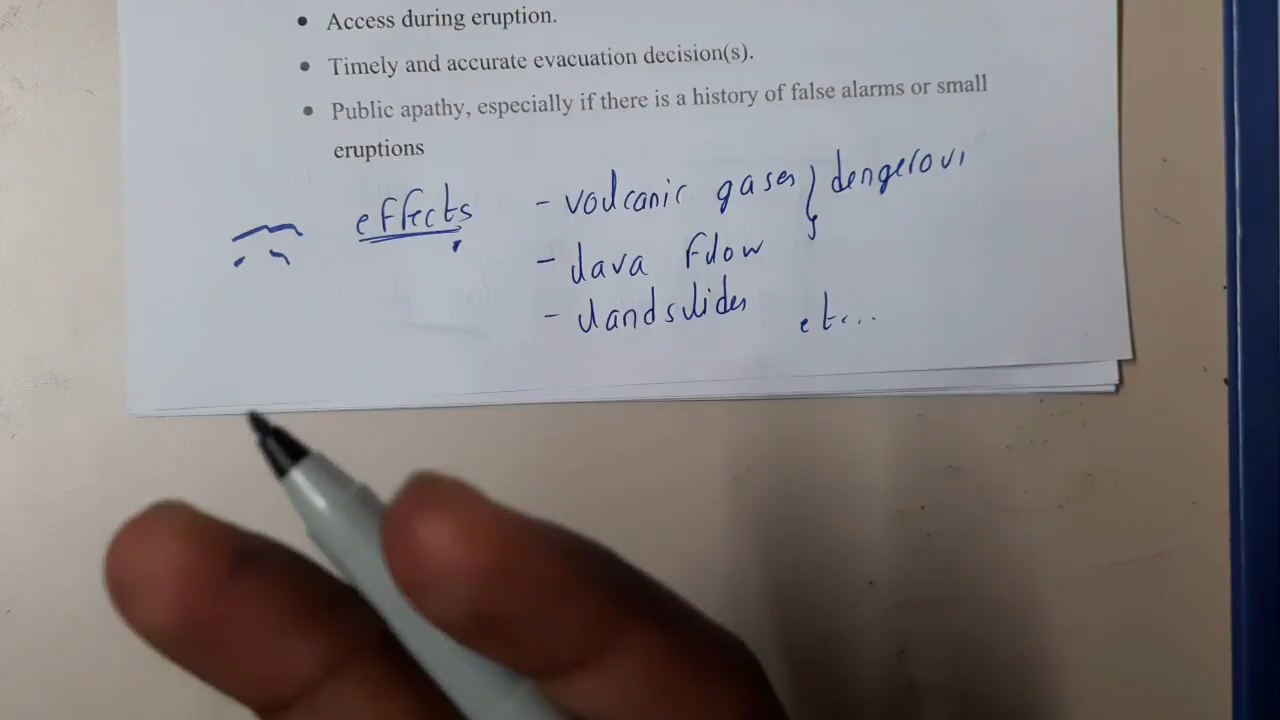 • Access during eruption.
• Timely and accurate evacuation decision(s).
• Public apathy, especially if there is a history of false alarms or small
eruptions
effects - volcanic gases } dengerous
- lava flow
- landslides etc...